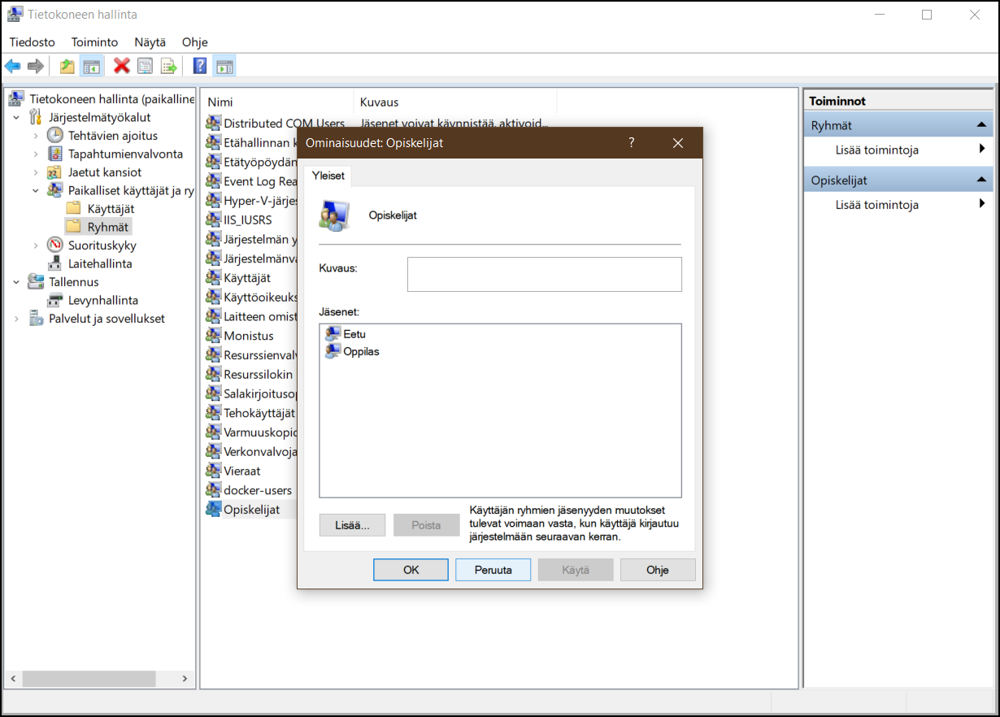 Tietokoneen hallinta
Tiedosto Toiminto Näytä Ohje
Tietokoneen hallinta (paikalline
Järjestelmätyökalut
Tehtävien ajoitus
Tapahtumienvalvonta
Jaetut kansiot
Paikalliset käyttäjät ja ry
Käyttäjät
Ryhmät
Suorituskyky
Laitehallinta
Tallennus
Levynhallinta
Palvelut ja sovellukset
Nimi Kuvaus
Distributed COM Users Jäsenet voivat käynnistää, aktivoid...
Etähallinnan k
Etätyöpöydän
Event Log Rea
Hyper-V-järjes
IIS_IUSRS
Järjestelmän y
Järjestelmänva
Käyttäjät
Käyttöoikeuks
Laitteen omist
Monistus
Resurssienvalv
Resurssilokin
Salakirjoitusop
Tehokäyttäjät
Varmuuskopio
Verkonvalvoja
Vieraat
docker-users
Opiskelijat
Ominaisuudet: Opiskelijat
?
Yleiset
Opiskelijat
Kuvaus:
Jäsenet:
Eetu
Oppilas
Lisää... Poista
Käyttäjän ryhmien jäsenyyden muutokset
tulevat voimaan vasta, kun käyttäjä kirjautuu
järjestelmään seuraavan kerran.
OK Peruuta Käytä Ohje
Toiminnot
Ryhmät
Lisää toimintoja
Opiskelijat
Lisää toimintoja